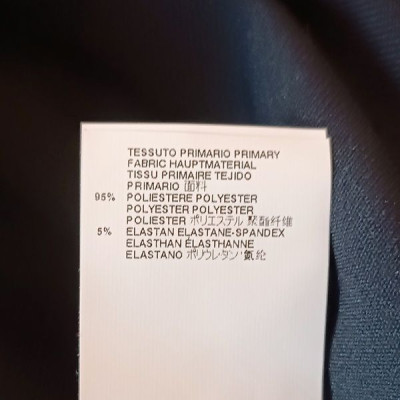 TESSUTO PRIMARIO PRIMARY
FABRIC HAUPTMATERIAL
TISSU PRIMAIRE TEJIDO
PRIMARIO 面料
95% POLIESTERE POLYESTER
POLYESTER POLYESTER
POLIESTER ポリエステル 聚酯纤维
5% ELASTAN ELASTANE-SPANDEX
ELASTHAN ÉLASTHANNE
ELASTANO ポリウレタン 氨纶